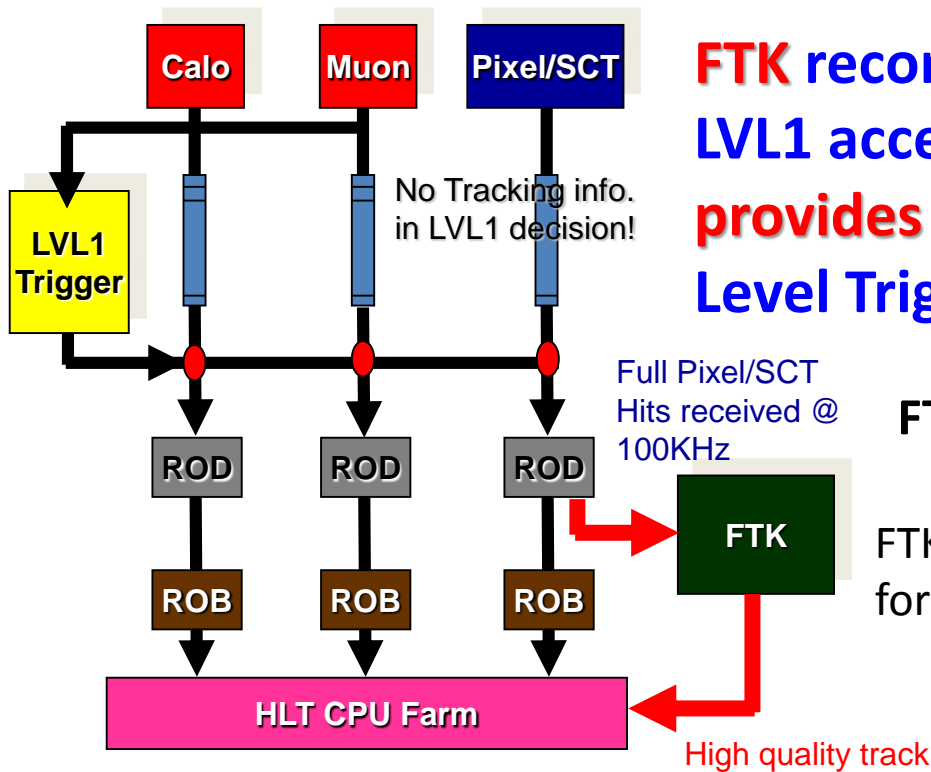 Calo
Muon
Pixel/SCT
FTK recor
LVL1 acce
provides
Level Trig
No Tracking info.
in LVL1 decision!
LVL1
Trigger
Full Pixel/SCT
Hits received @
100KHz
ROD
ROD
ROD
FTK
FTK
for
ROB
ROB
ROB
HLT CPU Farm
High quality track